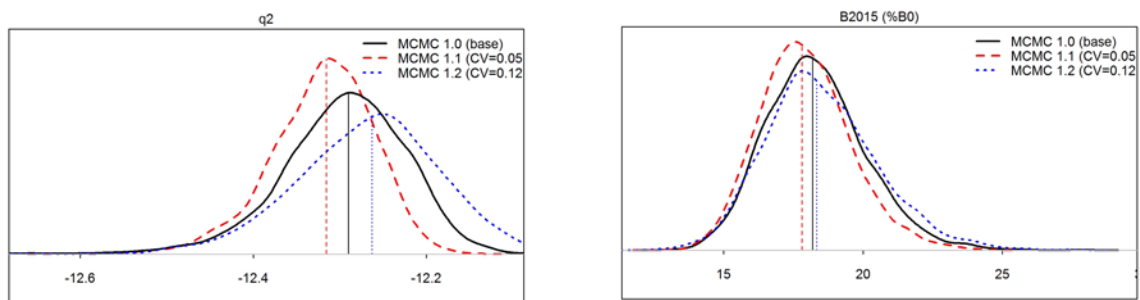 q2
MCMC 1.0 (base)
MCMC 1.1 (CV=0.05
MCMC 1.2 (CV=0.12
-12.6 -12.4 -12.2
B2015 (%B0)
MCMC 1.0 (base)
MCMC 1.1 (CV=0.05
MCMC 1.2 (CV=0.12
15 20 25